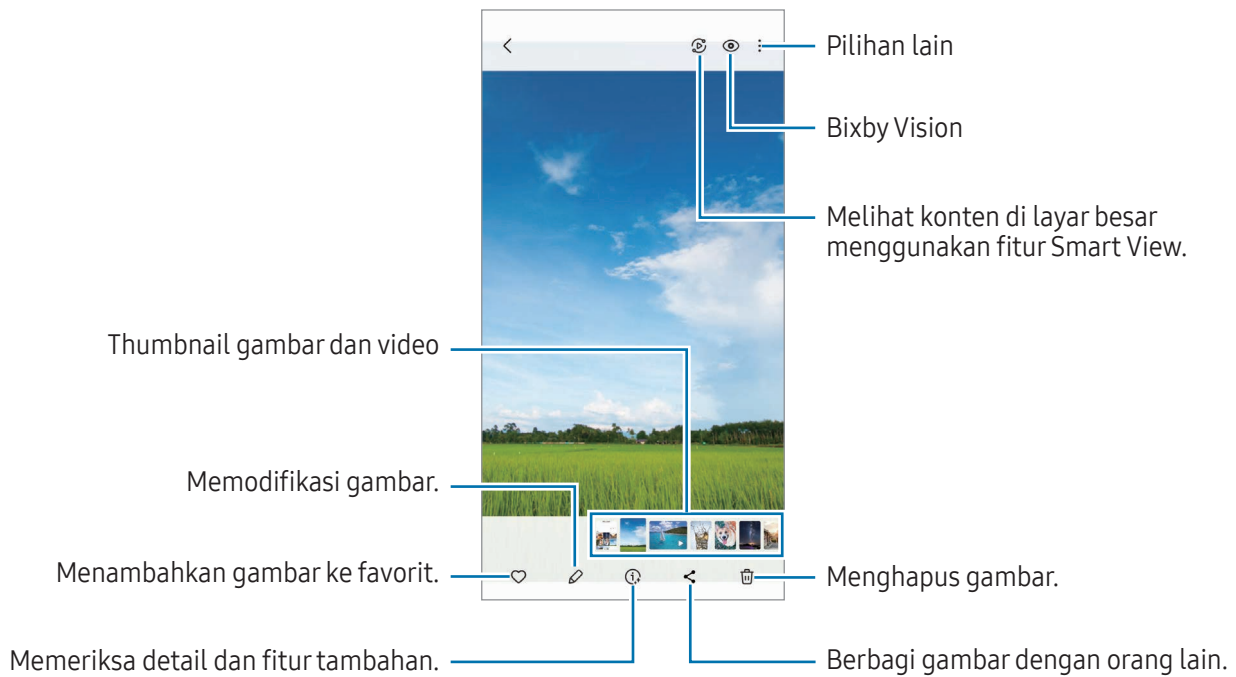 Pilihan lain
Bixby Vision
Melihat konten di layar besar
menggunakan fitur Smart View.
Thumbnail gambar dan video
Memodifikasi gambar.
Menambahkan gambar ke favorit.
Menghapus gambar.
Memeriksa detail dan fitur tambahan.
Berbagi gambar dengan orang lain.